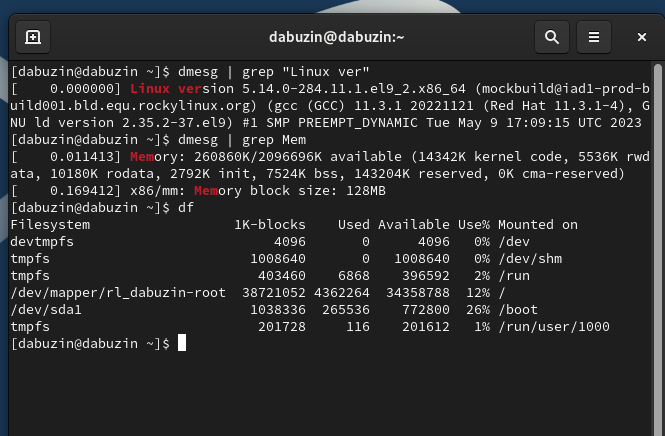 dabuzin@dabuzin:~
[dabuzin@dabuzin ~]$ dmesg | grep "Linux ver"
[    0.000000] Linux version 5.14.0-284.11.1.el9_2.x86_64 (mockbuild@iad1-prod-b
uild001.bld.equ.rockylinux.org) (gcc (GCC) 11.3.1 20221121 (Red Hat 11.3.1-4), G
NU ld version 2.35.2-37.el9) #1 SMP PREEMPT_DYNAMIC Tue May 9 17:09:15 UTC 2023
[dabuzin@dabuzin ~]$ dmesg | grep Mem
[    0.011413] Memory: 260860K/2096696K available (14342K kernel code, 5536K rwd
ata, 10180K rodata, 2792K init, 7524K bss, 143204K reserved, 0K cma-reserved)
[    0.169412] x86/mm: Memory block size: 128MB
[dabuzin@dabuzin ~]$ df
Filesystem                  1K-blocks    Used Available Use% Mounted on
devtmpfs                         4096       0      4096   0% /dev
tmpfs                         1008640       0   1008640   0% /dev/shm
tmpfs                          403460    6868    396592   2% /run
/dev/mapper/rl_dabuzin-root  38721052 4362264  34358788  12% /
/dev/sda1                     1038336  265536    772800  26% /boot
tmpfs                          201728     116    201612   1% /run/user/1000
[dabuzin@dabuzin ~]$